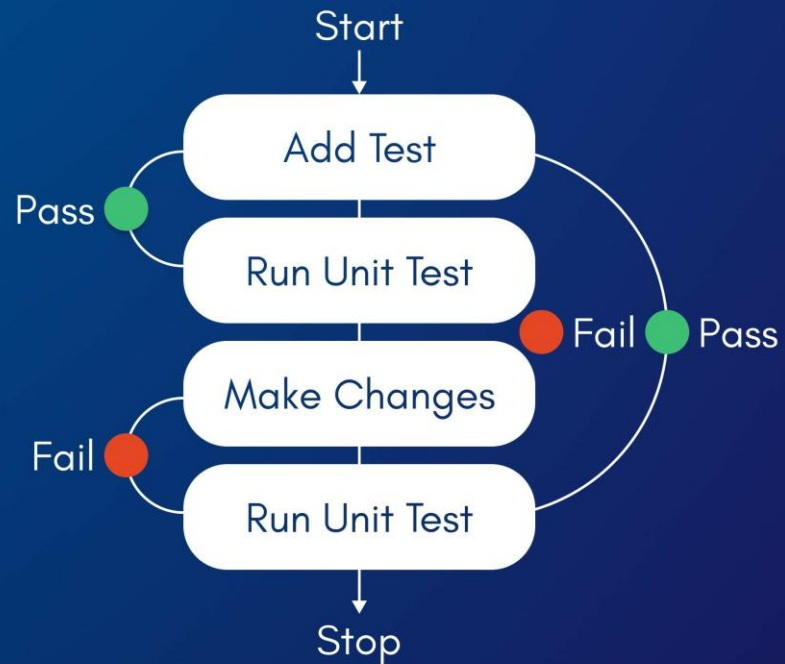 Start
Add Test
Pass
Run Unit Test
Fail
Pass
Make Changes
Fail
Run Unit Test
Stop